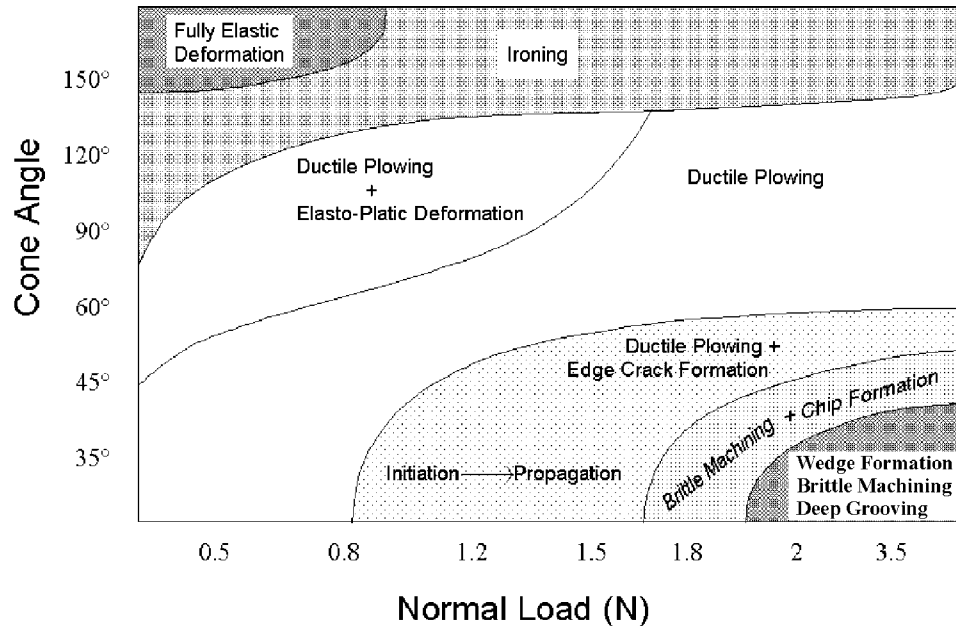 Fully Elastic
Deformation
Ironing
150°
120°
90°
60°
45°
35°
Cone Angle
Ductile Plowing
+
Elasto-Platic Deformation
Ductile Plowing
Ductile Plowing +
Edge Crack Formation
Brittle Machining + Chip Formation
Initiation → Propagation
Wedge Formation
Brittle Machining
Deep Grooving
0.5 0.8 1.2 1.5 1.8 2 3.5
Normal Load (N)